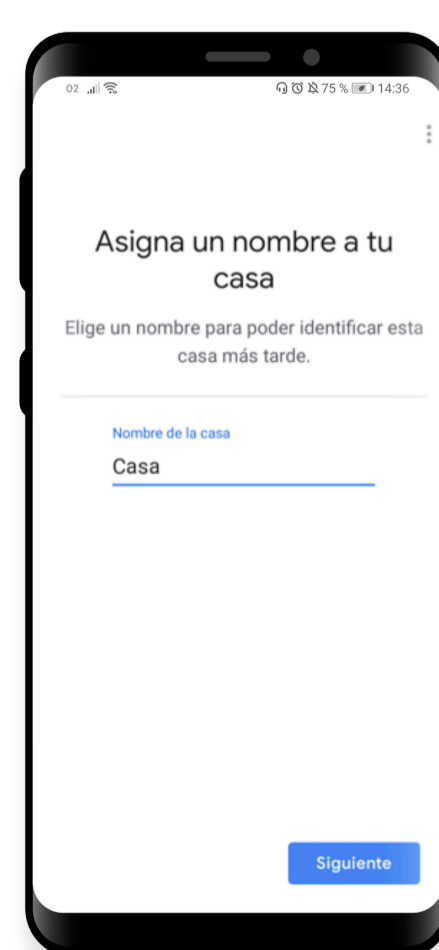 O2 75 % 14:36
Asigna un nombre a tu
casa
Elige un nombre para poder identificar esta
casa más tarde.
Nombre de la casa
Casa
Siguiente